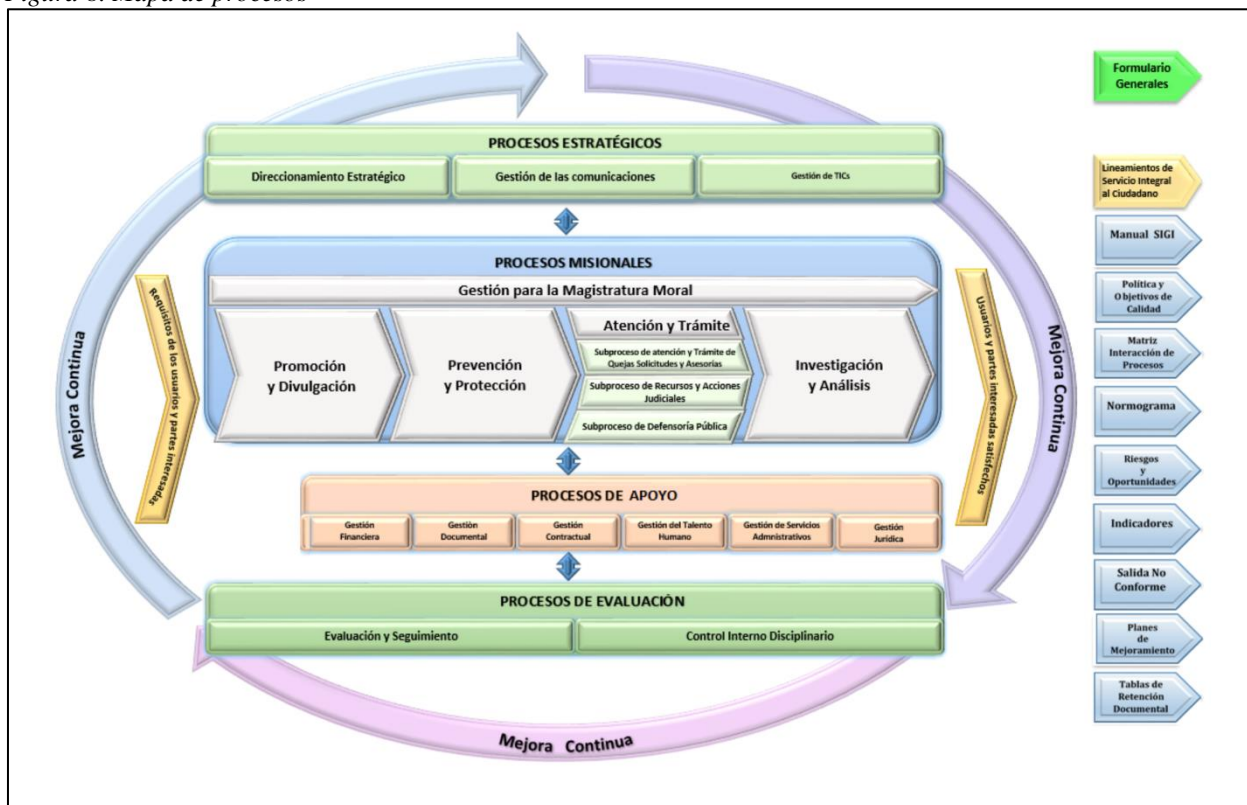 Mapa de procesos
PROCESOS ESTRATÉGICOS
Direccionamiento Estratégico
Gestión de las comunicaciones
Gestión de TICs
Mejora Continua
Requisitos de los usuarios y partes interesadas
PROCESOS MISIONALES
Gestión para la Magistratura Moral
Promoción
y Divulgación
Prevención
y Protección
Atención y Trámite
Subproceso de atención y Trámite de
Quejas Solicitudes y Asesorías
Subproceso de Recursos y Acciones
Judiciales
Subproceso de Defensoría Pública
Investigación
y Análisis
Usuarios y partes interesadas satisfechos
Mejora Continua
PROCESOS DE APOYO
Gestión
Financiera
Gestión
Documental
Gestión
Contractual
Gestión del Talento
Humano
Gestión de Servicios
Admnistrativos
Gestión
Jurídica
PROCESOS DE EVALUACIÓN
Evaluación y Seguimiento
Control Interno Disciplinario
Mejora Continua
Formulario
Generales
Lineamientos de
Servicio Integral
al Ciudadano
Manual SIGI
Política y
Objetivos de
Calidad
Matriz
Interacción de
Procesos
Normograma
Riesgos
y
Oportunidades
Indicadores
Salida No
Conforme
Planes
de
Mejoramiento
Tablas de
Retención
Documental